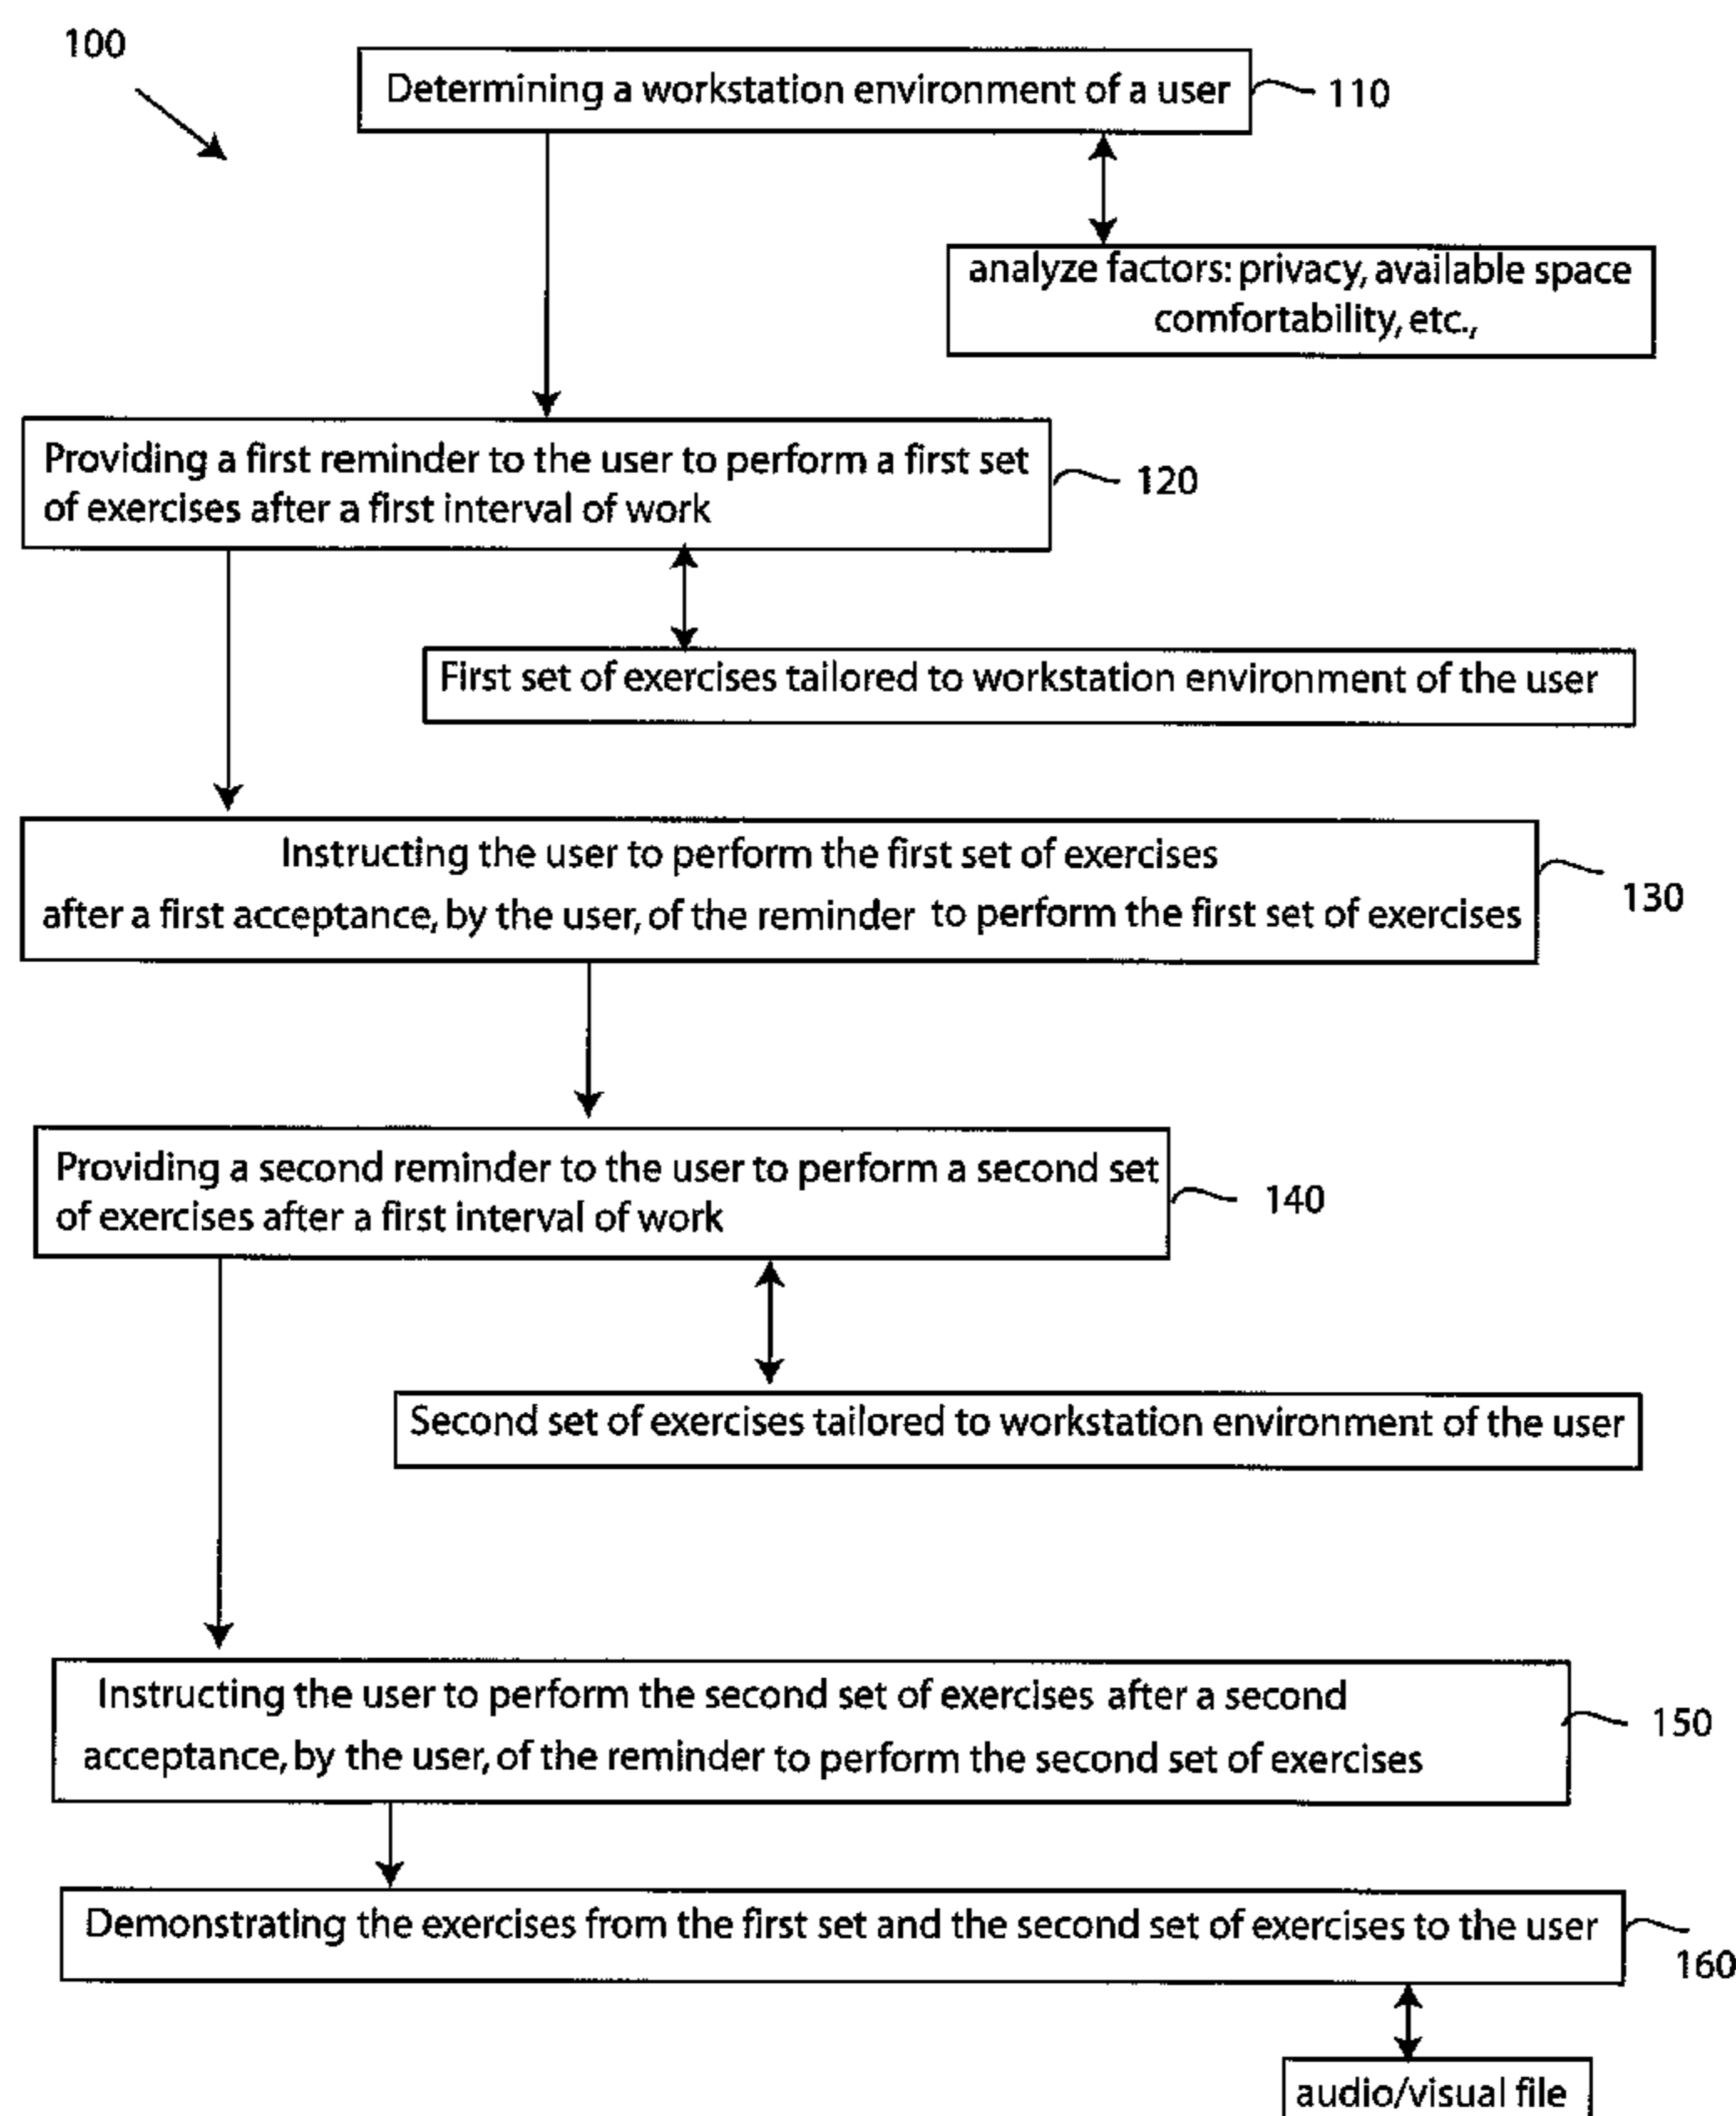 100
Determining a workstation environment of a user
110
analyze factors: privacy, available space
comfortability, etc.,
Providing a first reminder to the user to perform a first set
of exercises after a first interval of work
120
First set of exercises tailored to workstation environment of the user
Instructing the user to perform the first set of exercises
after a first acceptance, by the user, of the reminder to perform the first set of exercises
130
Providing a second reminder to the user to perform a second set
of exercises after a first interval of work
140
Second set of exercises tailored to workstation environment of the user
Instructing the user to perform the second set of exercises after a second
acceptance, by the user, of the reminder to perform the second set of exercises
150
Demonstrating the exercises from the first set and the second set of exercises to the user
160
audio/visual file